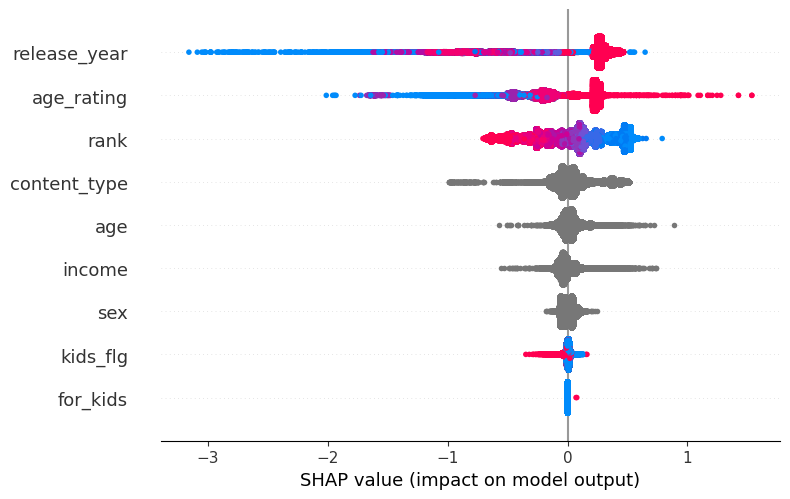 release_year
age_rating
rank
content_type
age
income
sex
kids_flg
for_kids
−3 −2 −1 0 1
SHAP value (impact on model output)